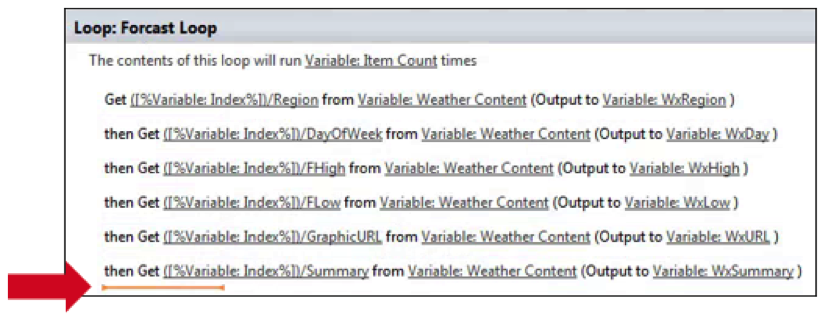 Loop: Forcast Loop
The contents of this loop will run Variable: Item Count times
Get ([%Variable: Index%])/Region from Variable: Weather Content (Output to Variable: WxRegion )
then Get ([%Variable: Index%])/DayOfWeek from Variable: Weather Content (Output to Variable: WxDay )
then Get ([%Variable: Index%])/FHigh from Variable: Weather Content (Output to Variable: WxHigh )
then Get ([%Variable: Index%])/FLow from Variable: Weather Content (Output to Variable: WxLow )
then Get ([%Variable: Index%])/GraphicURL from Variable: Weather Content (Output to Variable: WxURL )
then Get ([%Variable: Index%])/Summary from Variable: Weather Content (Output to Variable: WxSummary )